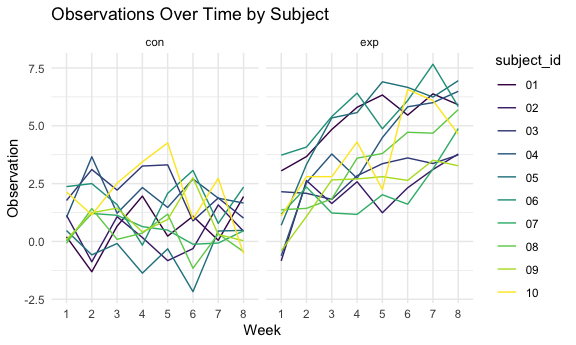 Observations Over Time by Subject
con
exp
subject_id
7.5
5.0
2.5
0.0
-2.5
Observation
01
02
03
04
05
06
07
08
09
10
1 2 3 4 5 6 7 8
1 2 3 4 5 6 7 8
Week